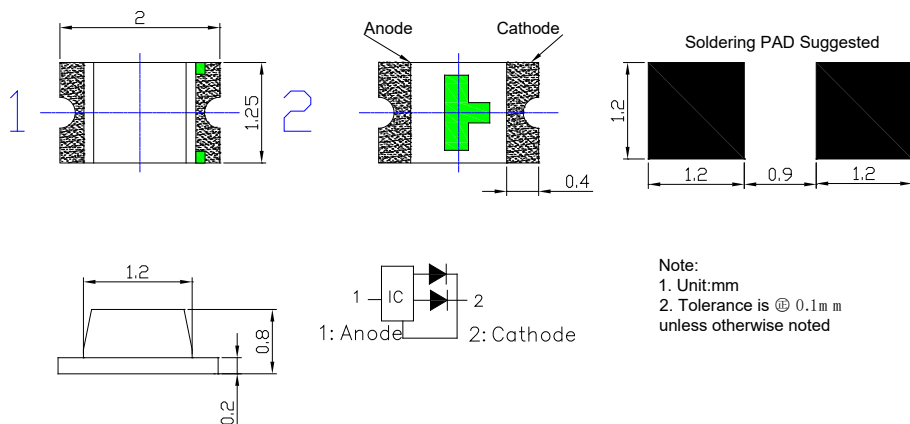 2
1
1.25
2
Anode
Cathode
0.4
Soldering PAD Suggested
1.2
1.2
0.9
1.2
1.2
0.8
0.2
1
IC
2
1: Anode
2: Cathode
Note:
1. Unit:mm
2. Tolerance is ㊣ 0.1m m
unless otherwise noted